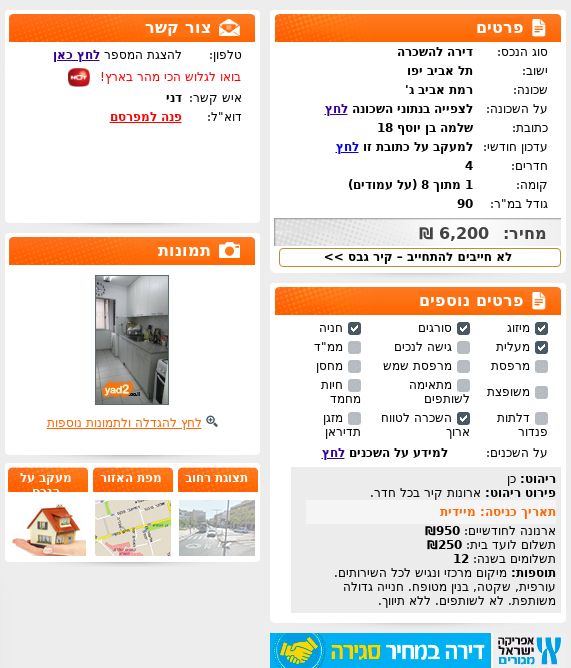 פרטים
סוג הנכס: דירה להשכרה
ישוב: תל אביב יפו
שכונה: רמת אביב ג'
על השכונה: לצפייה בנתוני השכונה לחץ
כתובת: שלמה בן יוסף 18
עדכון חודשי: למעקב על כתובת זו לחץ
חדרים: 4
קומה: 1 מתוך 8 (על עמודים)
גודל במ"ר: 90
מחיר: 6,200 ₪
לא חייבים להתחייב – קיר גבס >>
פרטים נוספים
מיזוג סורגים חניה
מעלית גישה לנכים ממ"ד
מרפסת מרפסת שמש מחסן
משופצת מתאימה לשותפים חיות מחמד
דלתות פנדור השכרה לטווח ארוך מזגן תדיראן
על השכנים: למידע על השכנים לחץ
ריהוט: כן
פירוט ריהוט: ארונות קיר בכל חדר.
תאריך כניסה: מיידית
ארנונה לחודשיים: 950₪
תשלום לועד בית: 250₪
תשלומים בשנה: 12
תוספות: מיקום מרכזי ונגיש לכל השירותים.
עורפית, שקטה, בנין מטופח. חנייה גדולה
משותפת. לא לשותפים. ללא תיווך.
אפריקה
ישראל
מגורים
דירה במחיר סגירה
צור קשר
טלפון: להצגת המספר לחץ כאן
בואו לגלוש הכי מהר בארץ! HOT
איש קשר: דני
דוא"ל: פנה למפרסם
תמונות
yad2.co.il
לחץ להגדלה ולתמונות נוספות
תצוגת רחוב
מפת האזור
מעקב על
הנכס